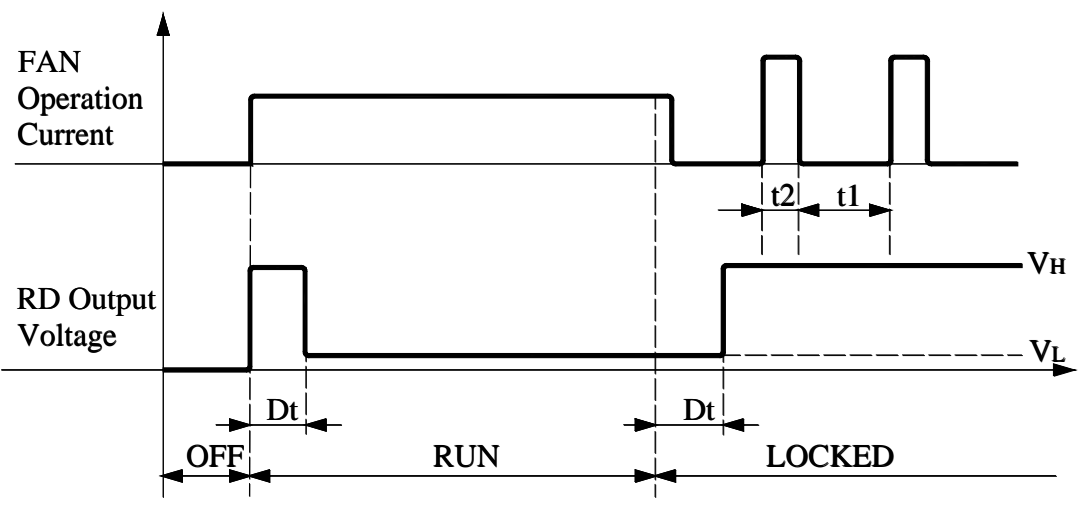 FAN
Operation
Current
t2
t1
VH
RD Output
Voltage
VL
Dt
Dt
OFF
RUN
LOCKED